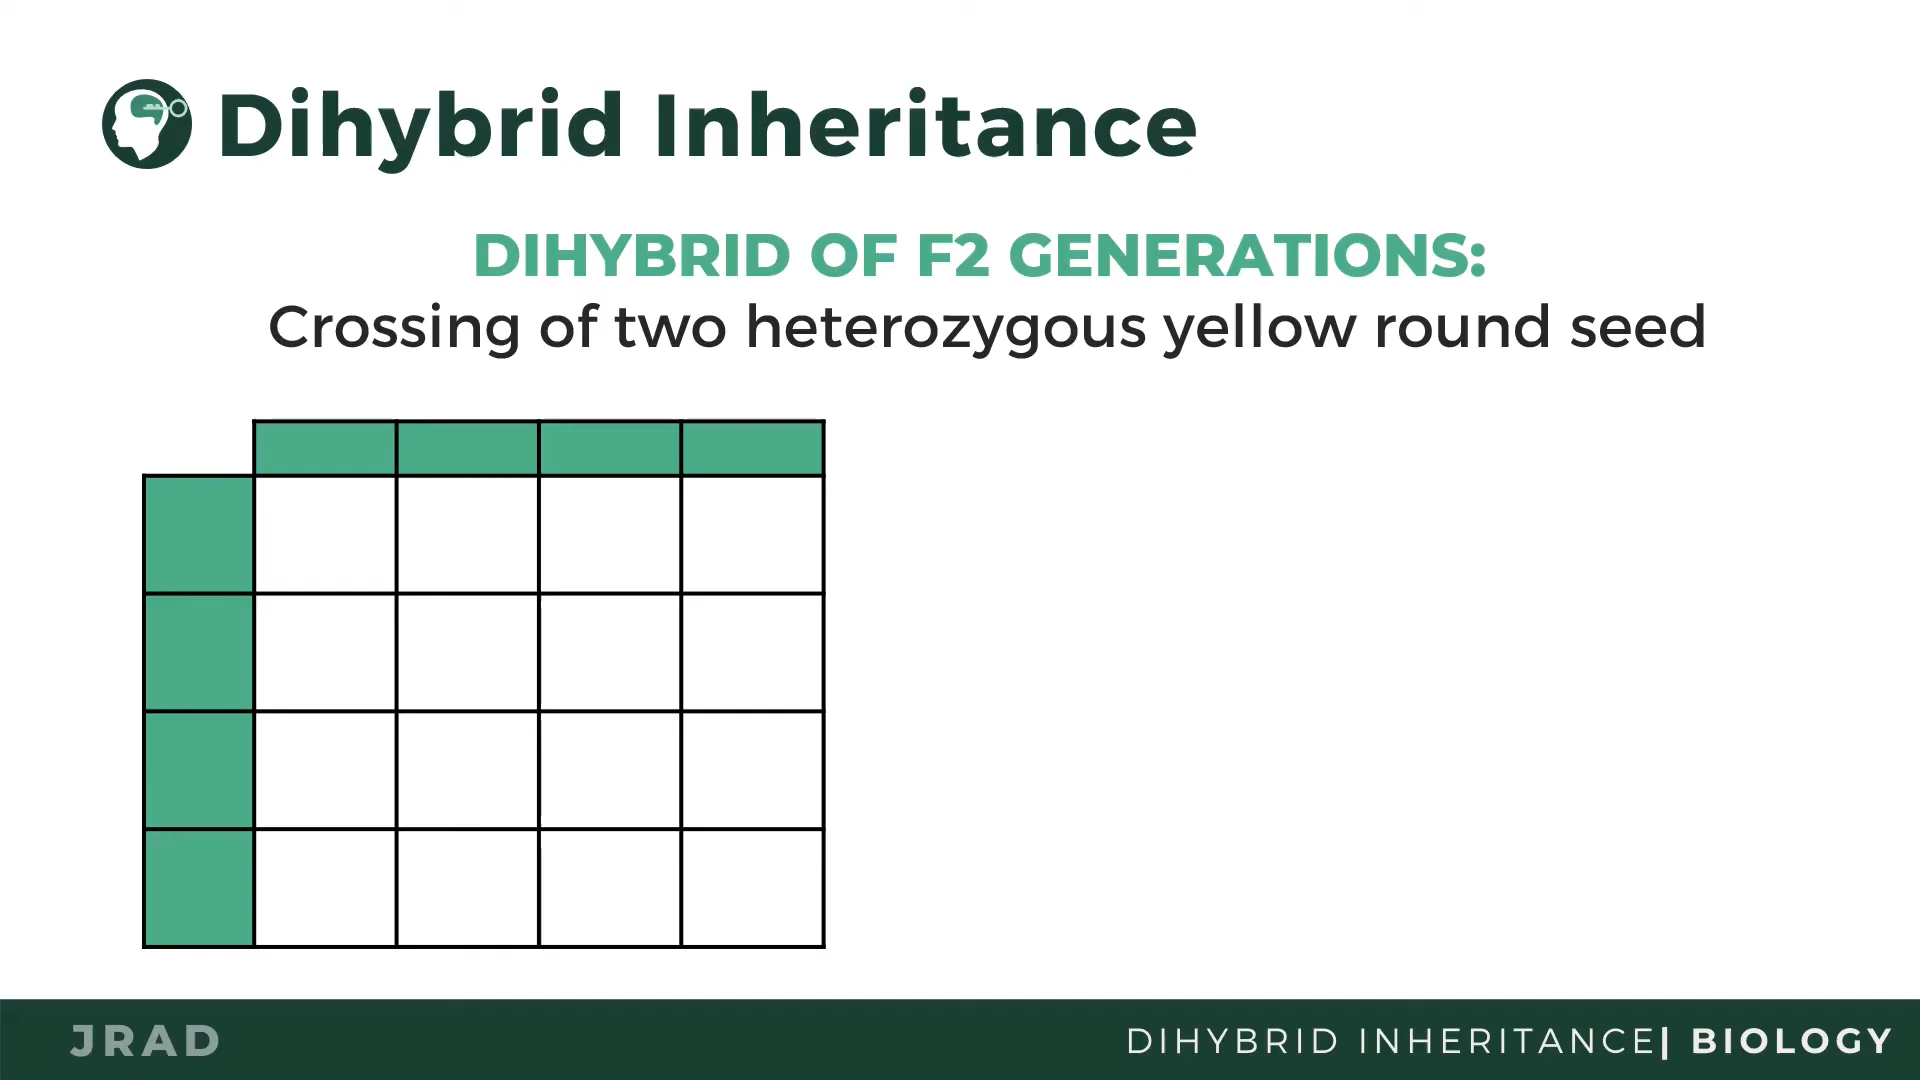 Dihybrid Inheritance
DIHYBRID OF F2 GENERATIONS:
Crossing of two heterozygous yellow round seed
JRAD
DIHYBRID INHERITANCE| BIOLOGY